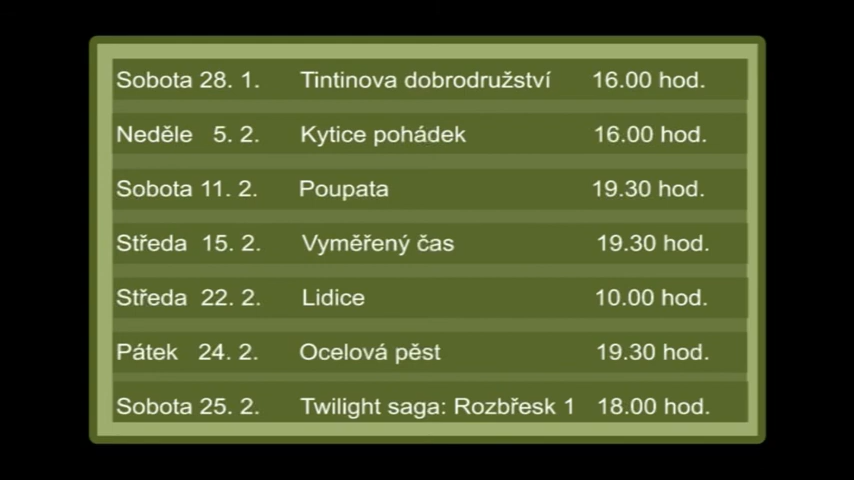 Sobota 28. 1. Tintinova dobrodružství 16.00 hod.
Neděle 5. 2. Kytice pohádek 16.00 hod.
Sobota 11. 2. Poupata 19.30 hod.
Středa 15. 2. Vyměřený čas 19.30 hod.
Středa 22. 2. Lidice 10.00 hod.
Pátek 24. 2. Ocelová pěst 19.30 hod.
Sobota 25. 2. Twilight saga: Rozbřesk 1 18.00 hod.